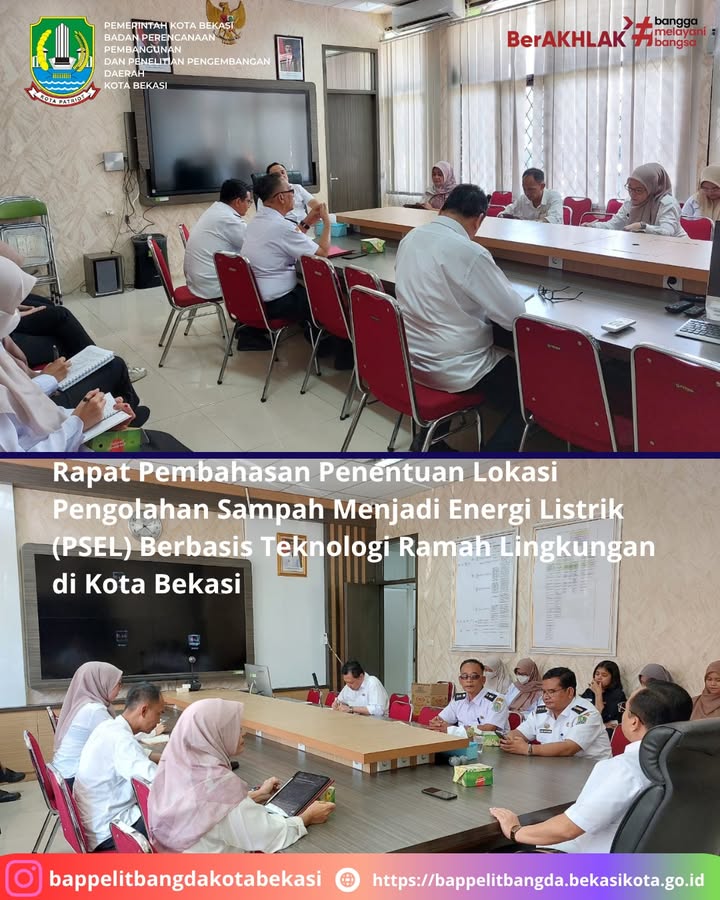 PEMERINTAH KOTA BEKASI
BADAN PERENCANAAN
PEMBANGUNAN
DAN PENELITIAN PENGEMBANGAN
DAERAH
KOTA BEKASI
KOTA PATRIOT
BerAKHLAK
#bangga
melayani
bangsa
Rapat Pembahasan Penentuan Lokasi
Pengolahan Sampah Menjadi Energi Listrik
(PSEL) Berbasis Teknologi Ramah Lingkungan
di Kota Bekasi
bappelitbangdakotabekasi
https://bappelitbangda.bekasikota.go.id